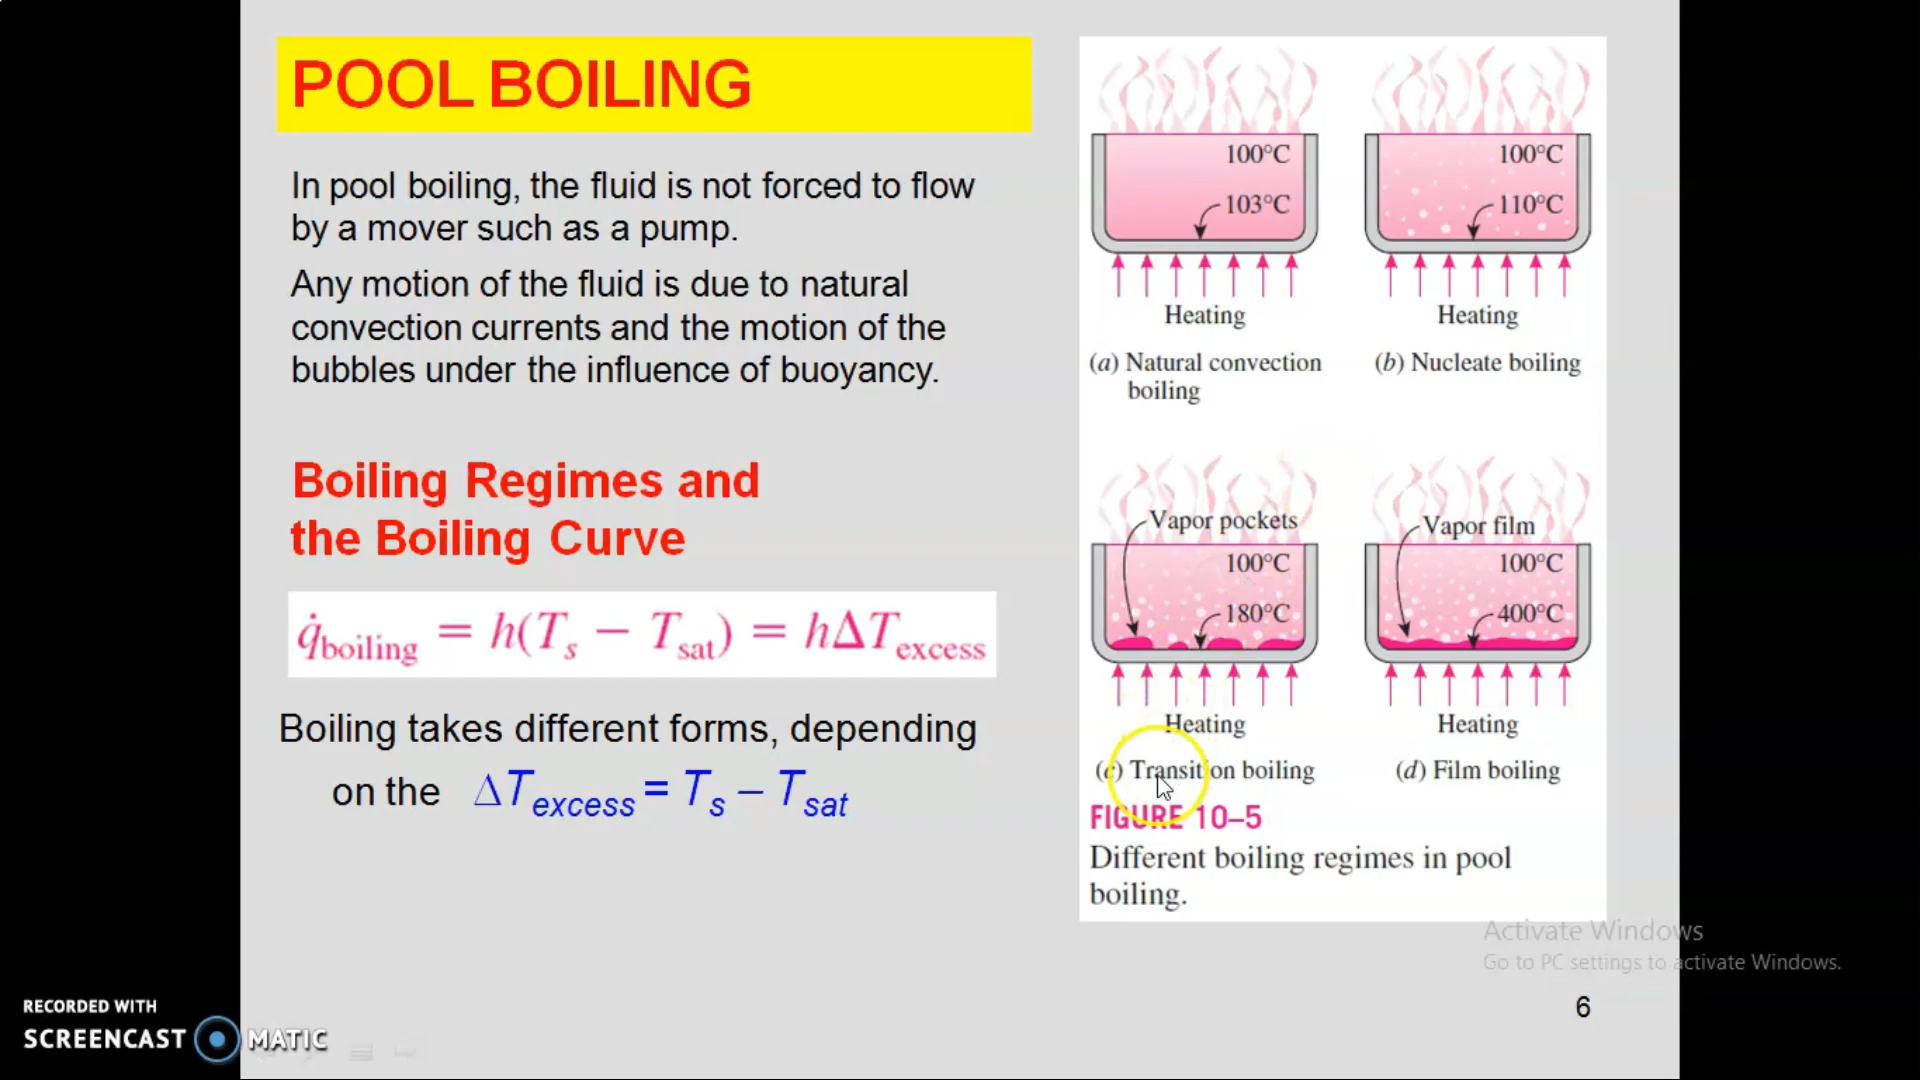 POOL BOILING
In pool boiling, the fluid is not forced to flow
by a mover such as a pump.
Any motion of the fluid is due to natural
convection currents and the motion of the
bubbles under the influence of buoyancy.
Boiling Regimes and
the Boiling Curve
q̇boiling = h(Ts − Tsat) = hΔTexcess
Boiling takes different forms, depending
on the ΔTexcess = Ts – Tsat
100°C
103°C
Heating
(a) Natural convection
boiling
100°C
110°C
Heating
(b) Nucleate boiling
Vapor pockets
100°C
180°C
Heating
(c) Transition boiling
Vapor film
100°C
400°C
Heating
(d) Film boiling
FIGURE 10–5
Different boiling regimes in pool
boiling.
Activate Windows
Go to PC settings to activate Windows.
6
RECORDED WITH
SCREENCAST MATIC